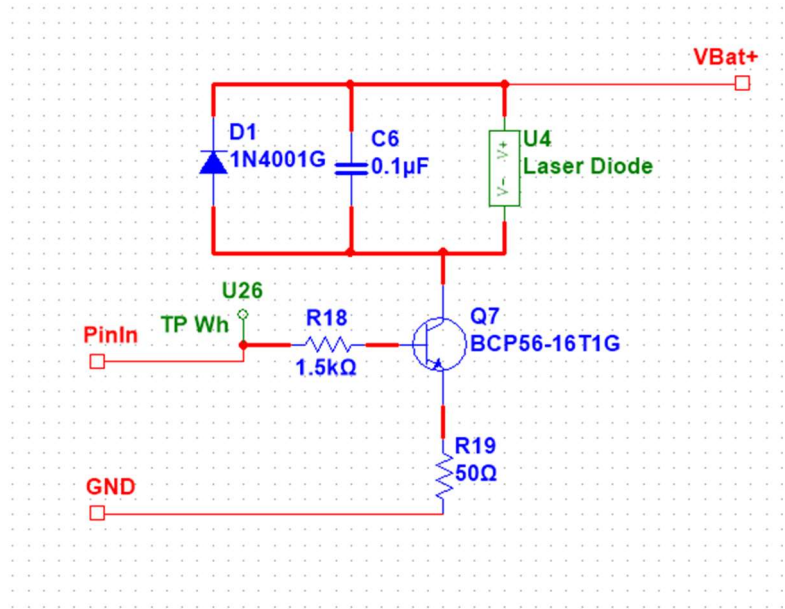 VBat+
D1
1N4001G
C6
0.1µF
V+
V-
U4
Laser Diode
U26
TP Wh
PinIn
R18
1.5kΩ
Q7
BCP56-16T1G
R19
50Ω
GND